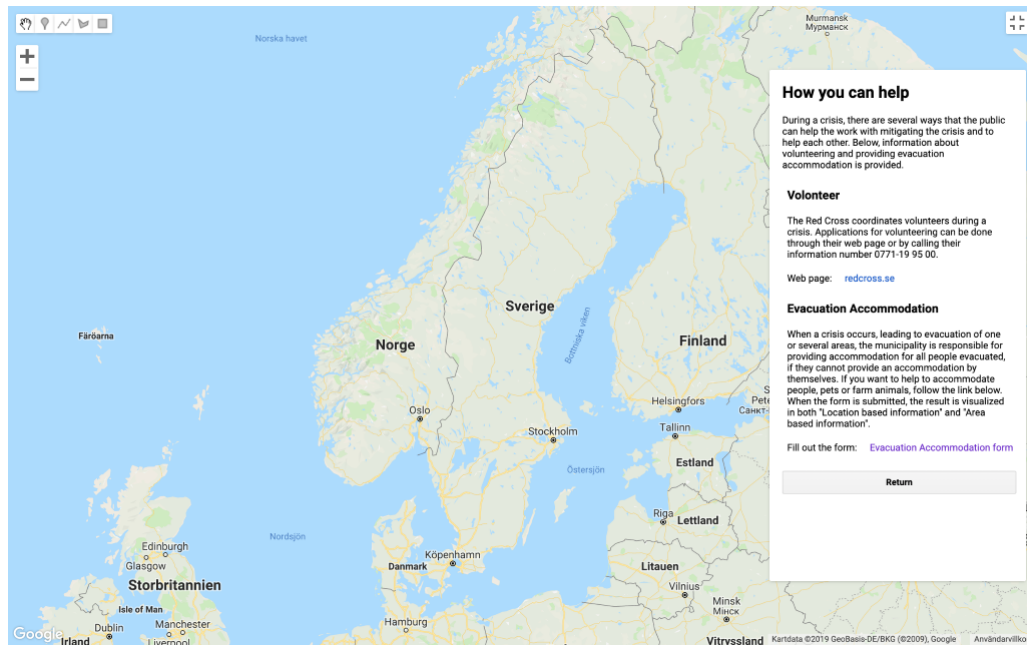 Murmansk
Мурманск
Norska havet
How you can help
During a crisis, there are several ways that the public
can help the work with mitigating the crisis and to
help each other. Below, information about
volunteering and providing evacuation
accommodation is provided.
Volonteer
The Red Cross coordinates volunteers during a
crisis. Applications for volunteering can be done
through their web page or by calling their
information number 0771-19 95 00.
Web page: redcross.se
Evacuation Accommodation
When a crisis occurs, leading to evacuation of one
or several areas, the municipality is responsible for
providing accommodation for all people evacuated,
if they cannot provide an accommodation by
themselves. If you want to help to accommodate
people, pets or farm animals, follow the link below.
When the form is submitted, the result is visualized
in both "Location based information" and "Area
based information".
Fill out the form: Evacuation Accommodation form
Return
Sverige
Bottniska viken
Färöarna
Norge
Finland
Helsingfors
Oslo
Tallinn
Stockholm
Estland
Östersjön
Riga
Lettland
Nordsjön
Edinburgh
Glasgow
Köpenhamn
Danmark
Litauen
Storbritannien
Vilnius
Isle of Man
Minsk
Мінск
Dublin
Manchester
Hamburg
Google
Irland
Liverpool
Vitryssland
Kartdata ©2019 GeoBasis-DE/BKG (©2009), Google